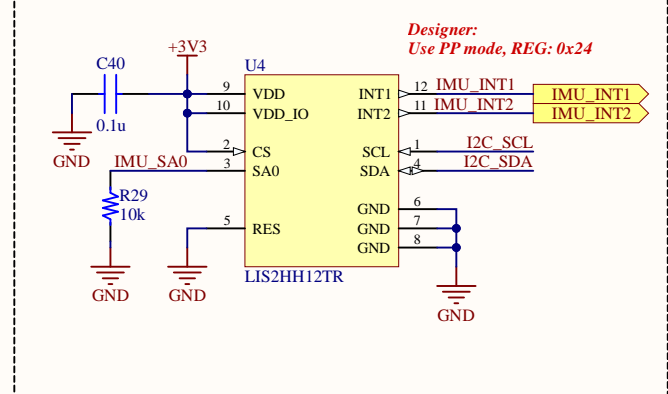 Designer:
Use PP mode, REG: 0x24
+3V3
C40
0.1u
GND
U4
9 VDD
10 VDD_IO
2 CS
IMU_SA0 3 SA0
R29
10k
5 RES
GND
GND
INT1 12 IMU_INT1 IMU_INT1
INT2 11 IMU_INT2 IMU_INT2
SCL 1 I2C_SCL
SDA 4 I2C_SDA
GND 6
GND 7
GND 8
LIS2HH12TR
GND